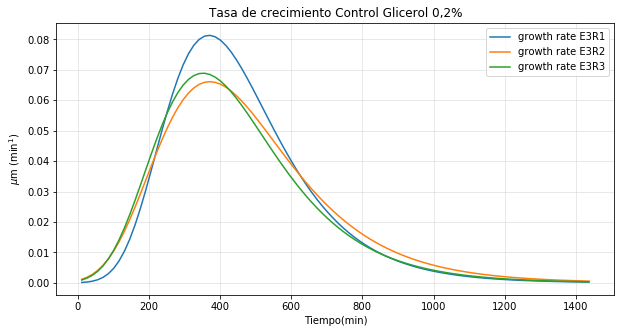 Tasa de crecimiento Control Glicerol 0,2%
growth rate E3R1
growth rate E3R2
growth rate E3R3
μm (min¹)
0.08
0.07
0.06
0.05
0.04
0.03
0.02
0.01
0.00
0 200 400 600 800 1000 1200 1400
Tiempo(min)